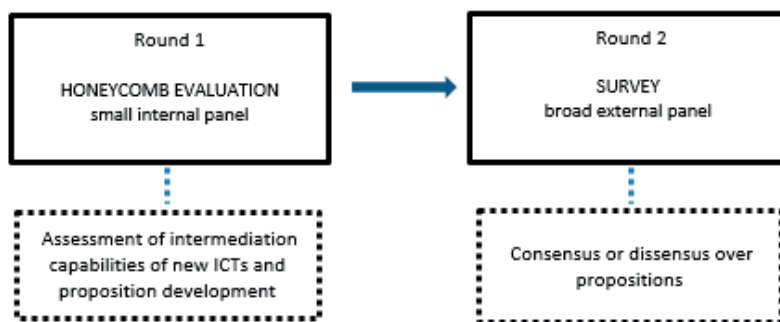 Round 1
HONEYCOMB EVALUATION
small internal panel
Round 2
SURVEY
broad external panel
Assessment of intermediation
capabilities of new ICTs and
proposition development
Consensus or dissensus over
propositions